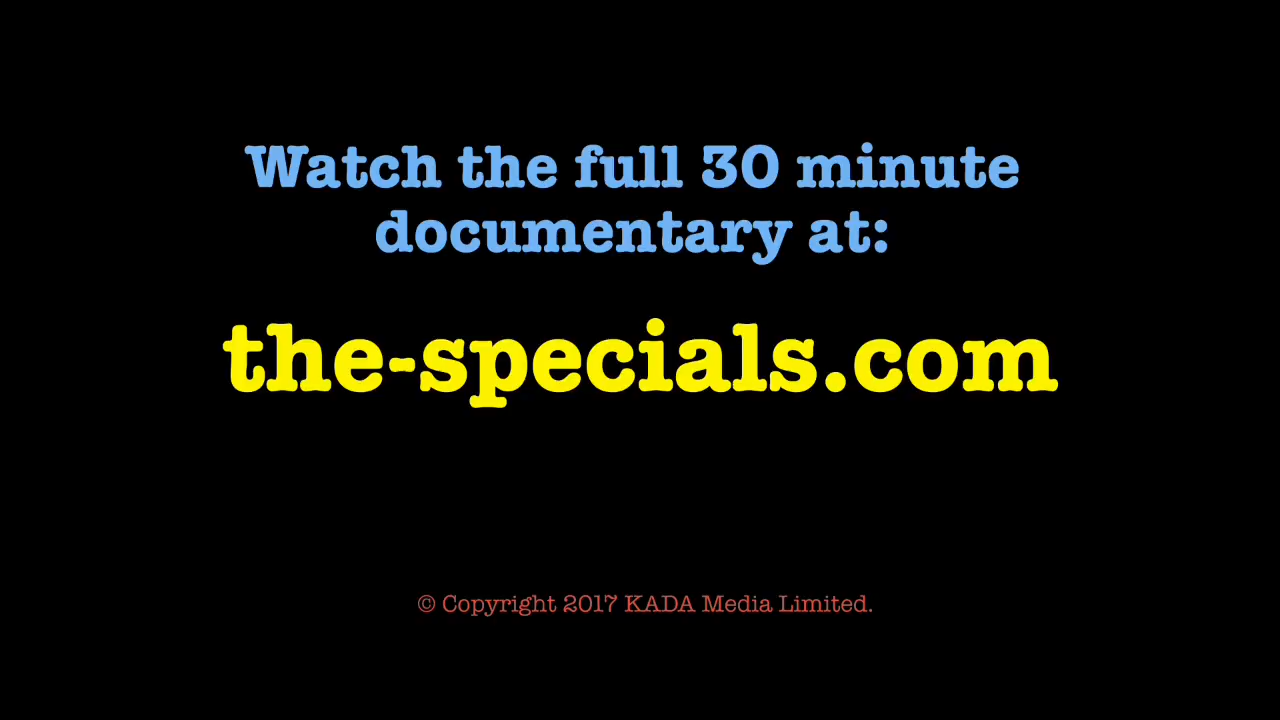 Watch the full 30 minute
documentary at:
the-specials.com
© Copyright 2017 KADA Media Limited.